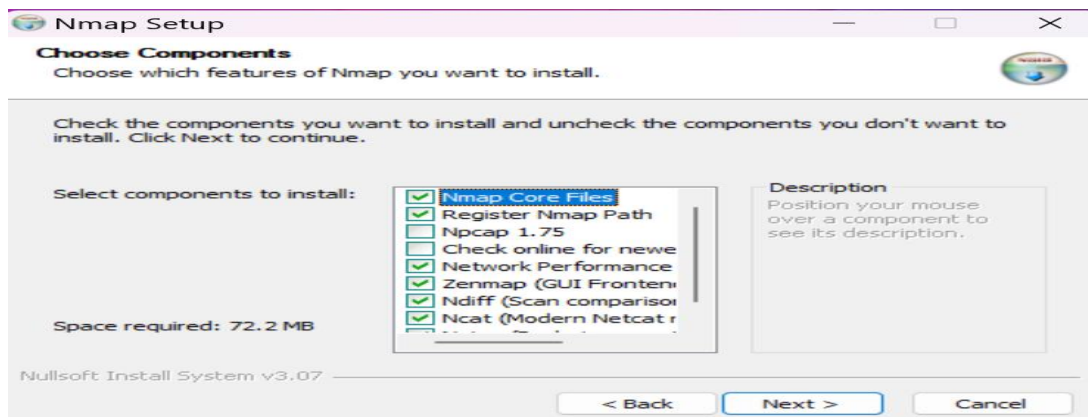 Nmap Setup
Choose Components
Choose which features of Nmap you want to install.
Check the components you want to install and uncheck the components you don't want to
install. Click Next to continue.
Select components to install:
Nmap Core Files
Register Nmap Path
Npcap 1.75
Check online for newe
Network Performance
Zenmap (GUI Fronten
Ndiff (Scan compariso
Ncat (Modern Netcat r
Description
Position your mouse
over a component to
see its description.
Space required: 72.2 MB
Nullsoft Install System v3.07
< Back
Next >
Cancel